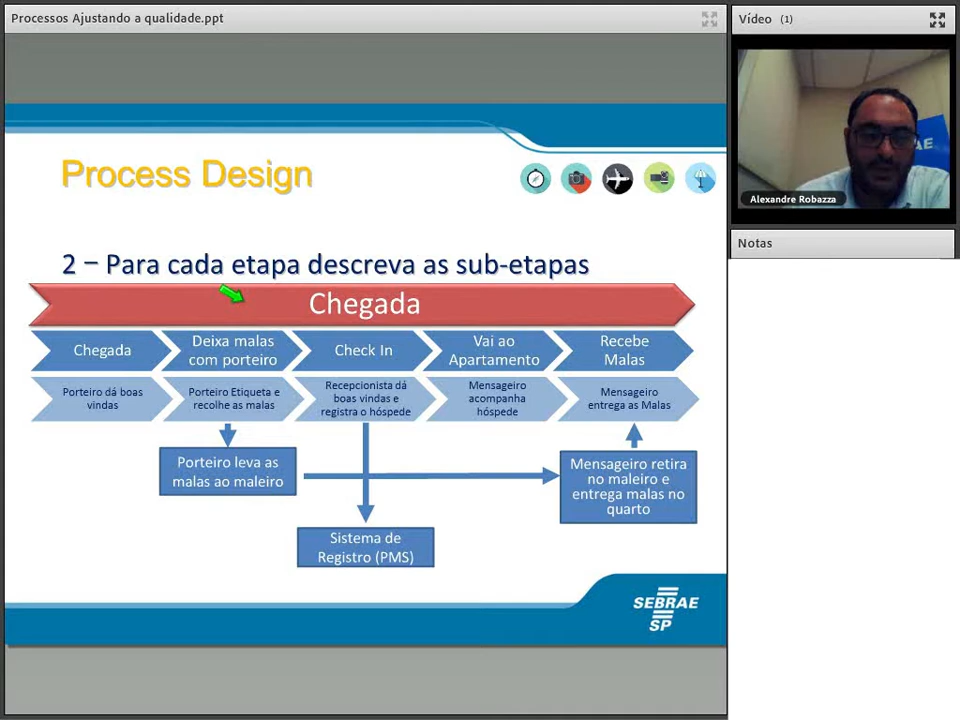 Processos Ajustando a qualidade.ppt
Vídeo (1)
Alexandre Robazza
AE
Notas
Process Design
2 – Para cada etapa descreva as sub-etapas
Chegada
Chegada
Deixa malas
com porteiro
Check In
Vai ao
Apartamento
Recebe
Malas
Porteiro dá boas
vindas
Porteiro Etiqueta e
recolhe as malas
Recepcionista dá
boas vindas e
registra o hóspede
Mensageiro
acompanha
hóspede
Mensageiro
entrega as Malas
Porteiro leva as
malas ao maleiro
Mensageiro retira
no maleiro e
entrega malas no
quarto
Sistema de
Registro (PMS)
SEBRAE
SP